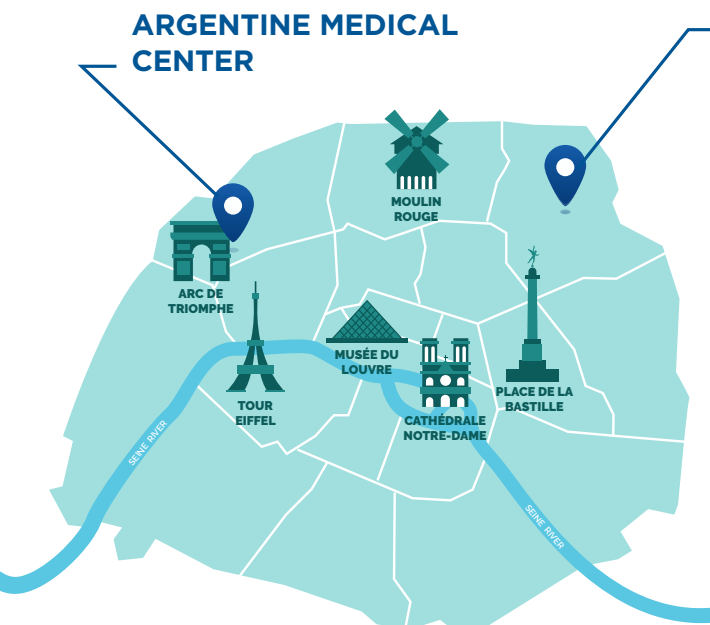 ARGENTINE MEDICAL
CENTER
MOULIN
ROUGE
ARC DE
TRIOMPHE
MUSÉE DU
LOUVRE
TOUR
EIFFEL
PLACE DE LA
BASTILLE
CATHÉDRALE
NOTRE-DAME
SEINE RIVER
SEINE RIVER